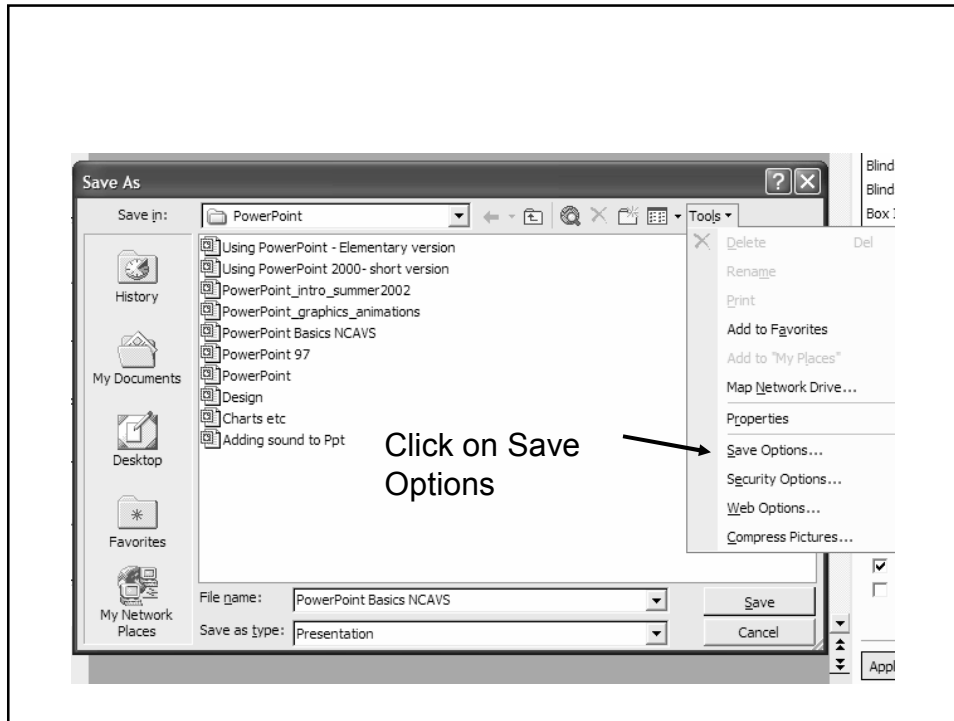 Save As
Save in:
PowerPoint
Tools
History
My Documents
Desktop
Favorites
My Network
Places
Using PowerPoint - Elementary version
Using PowerPoint 2000- short version
PowerPoint_intro_summer2002
PowerPoint_graphics_animations
PowerPoint Basics NCAVS
PowerPoint 97
PowerPoint
Design
Charts etc
Adding sound to Ppt
Click on Save
Options
Delete Del
Rename
Print
Add to Favorites
Add to "My Places"
Map Network Drive...
Properties
Save Options...
Security Options...
Web Options...
Compress Pictures...
File name:
PowerPoint Basics NCAVS
Save
Save as type:
Presentation
Cancel
Blind
Blind
Box
Appl